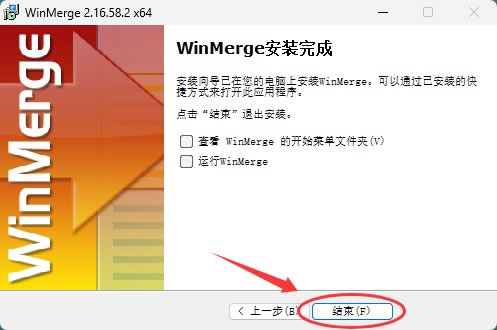 WinMerge 2.16.58.2 x64
WinMerge
WinMerge安装完成
安装向导已在您的电脑上安装WinMerge。可以通过已安装的快
捷方式来打开此应用程序。
点击“结束”退出安装。
查看 WinMerge 的开始菜单文件夹(V)
运行WinMerge
< 上一步(B)
结束(F)